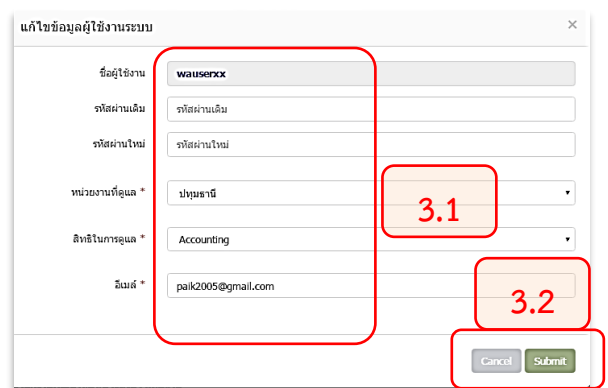 แก้ไขข้อมูลผู้ใช้งานระบบ ×
ชื่อผู้ใช้งาน wauserxx
รหัสผ่านเดิม รหัสผ่านเดิม
รหัสผ่านใหม่ รหัสผ่านใหม่
หน่วยงานที่ดูแล * ปทุมธานี
3.1
สิทธิในการดูแล * Accounting
อีเมล์ * paik2005@gmail.com
3.2
Cancel Submit